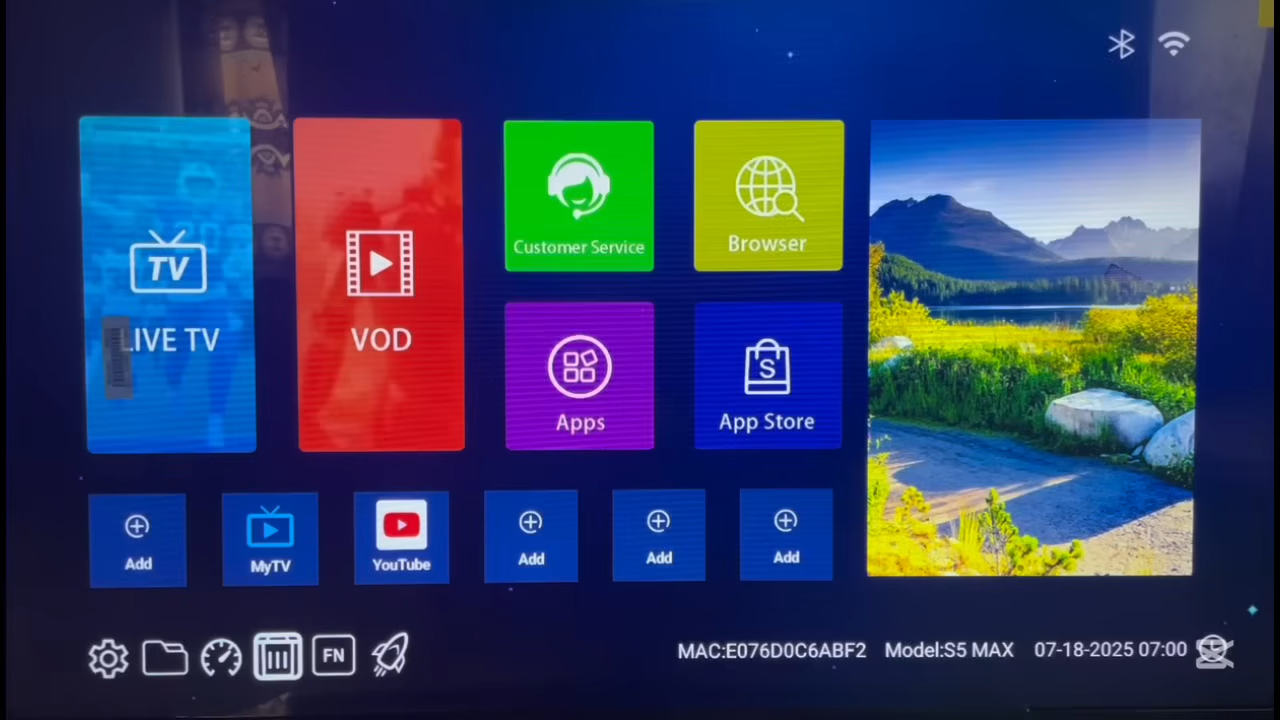 TV
LIVE TV
VOD
Customer Service
Browser
Apps
S
App Store
Add
MyTV
YouTube
Add
Add
Add
FN
MAC:E076D0C6ABF2 Model:S5 MAX 07-18-2025 07:00